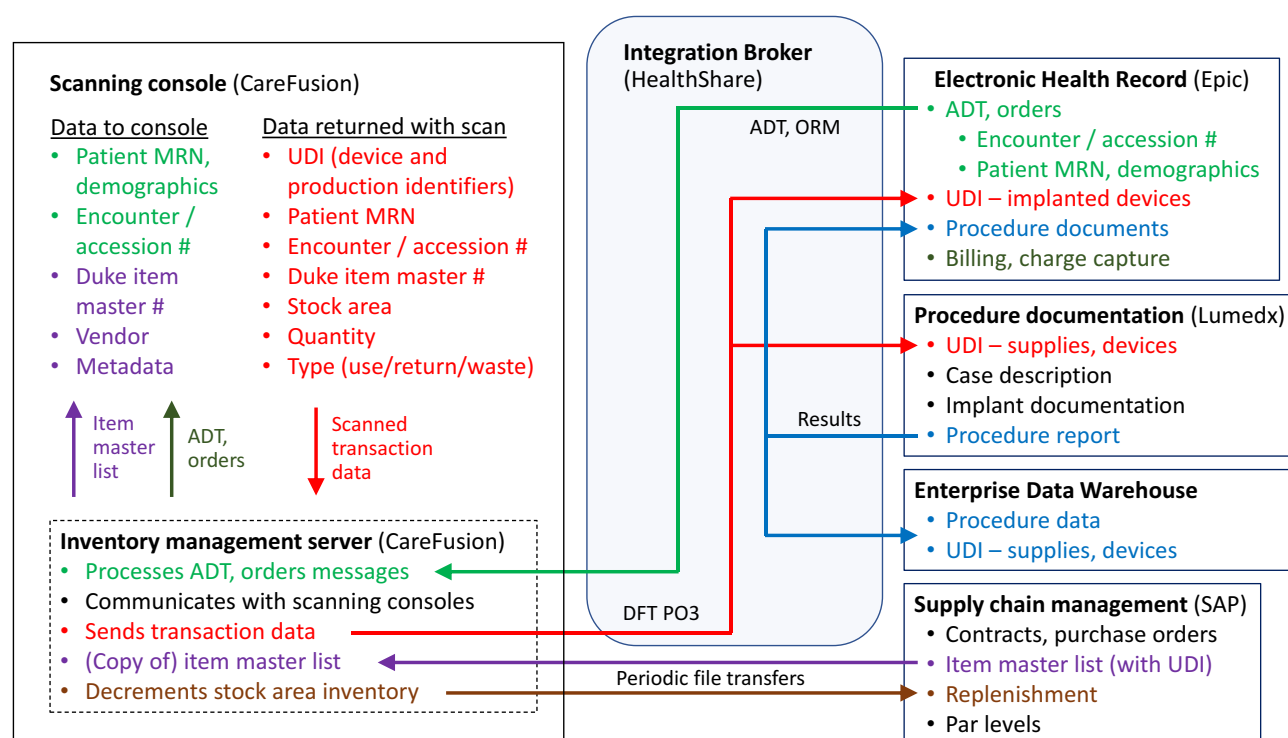 Scanning console (CareFusion)
Data to console
• Patient MRN,
demographics
• Encounter /
accession #
• Duke item
master #
• Vendor
• Metadata
Data returned with scan
• UDI (device and
production identifiers)
• Patient MRN
• Encounter / accession #
• Duke item master #
• Stock area
• Quantity
• Type (use/return/waste)
Item
master
list
ADT,
orders
Scanned
transaction
data
Inventory management server (CareFusion)
• Processes ADT, orders messages
• Communicates with scanning consoles
• Sends transaction data
• (Copy of) item master list
• Decrements stock area inventory
Integration Broker
(HealthShare)
ADT, ORM
Results
DFT PO3
Periodic file transfers
Electronic Health Record (Epic)
• ADT, orders
• Encounter / accession #
• Patient MRN, demographics
• UDI – implanted devices
• Procedure documents
• Billing, charge capture
Procedure documentation (Lumedx)
• UDI – supplies, devices
• Case description
• Implant documentation
• Procedure report
Enterprise Data Warehouse
• Procedure data
• UDI – supplies, devices
Supply chain management (SAP)
• Contracts, purchase orders
• Item master list (with UDI)
• Replenishment
• Par levels